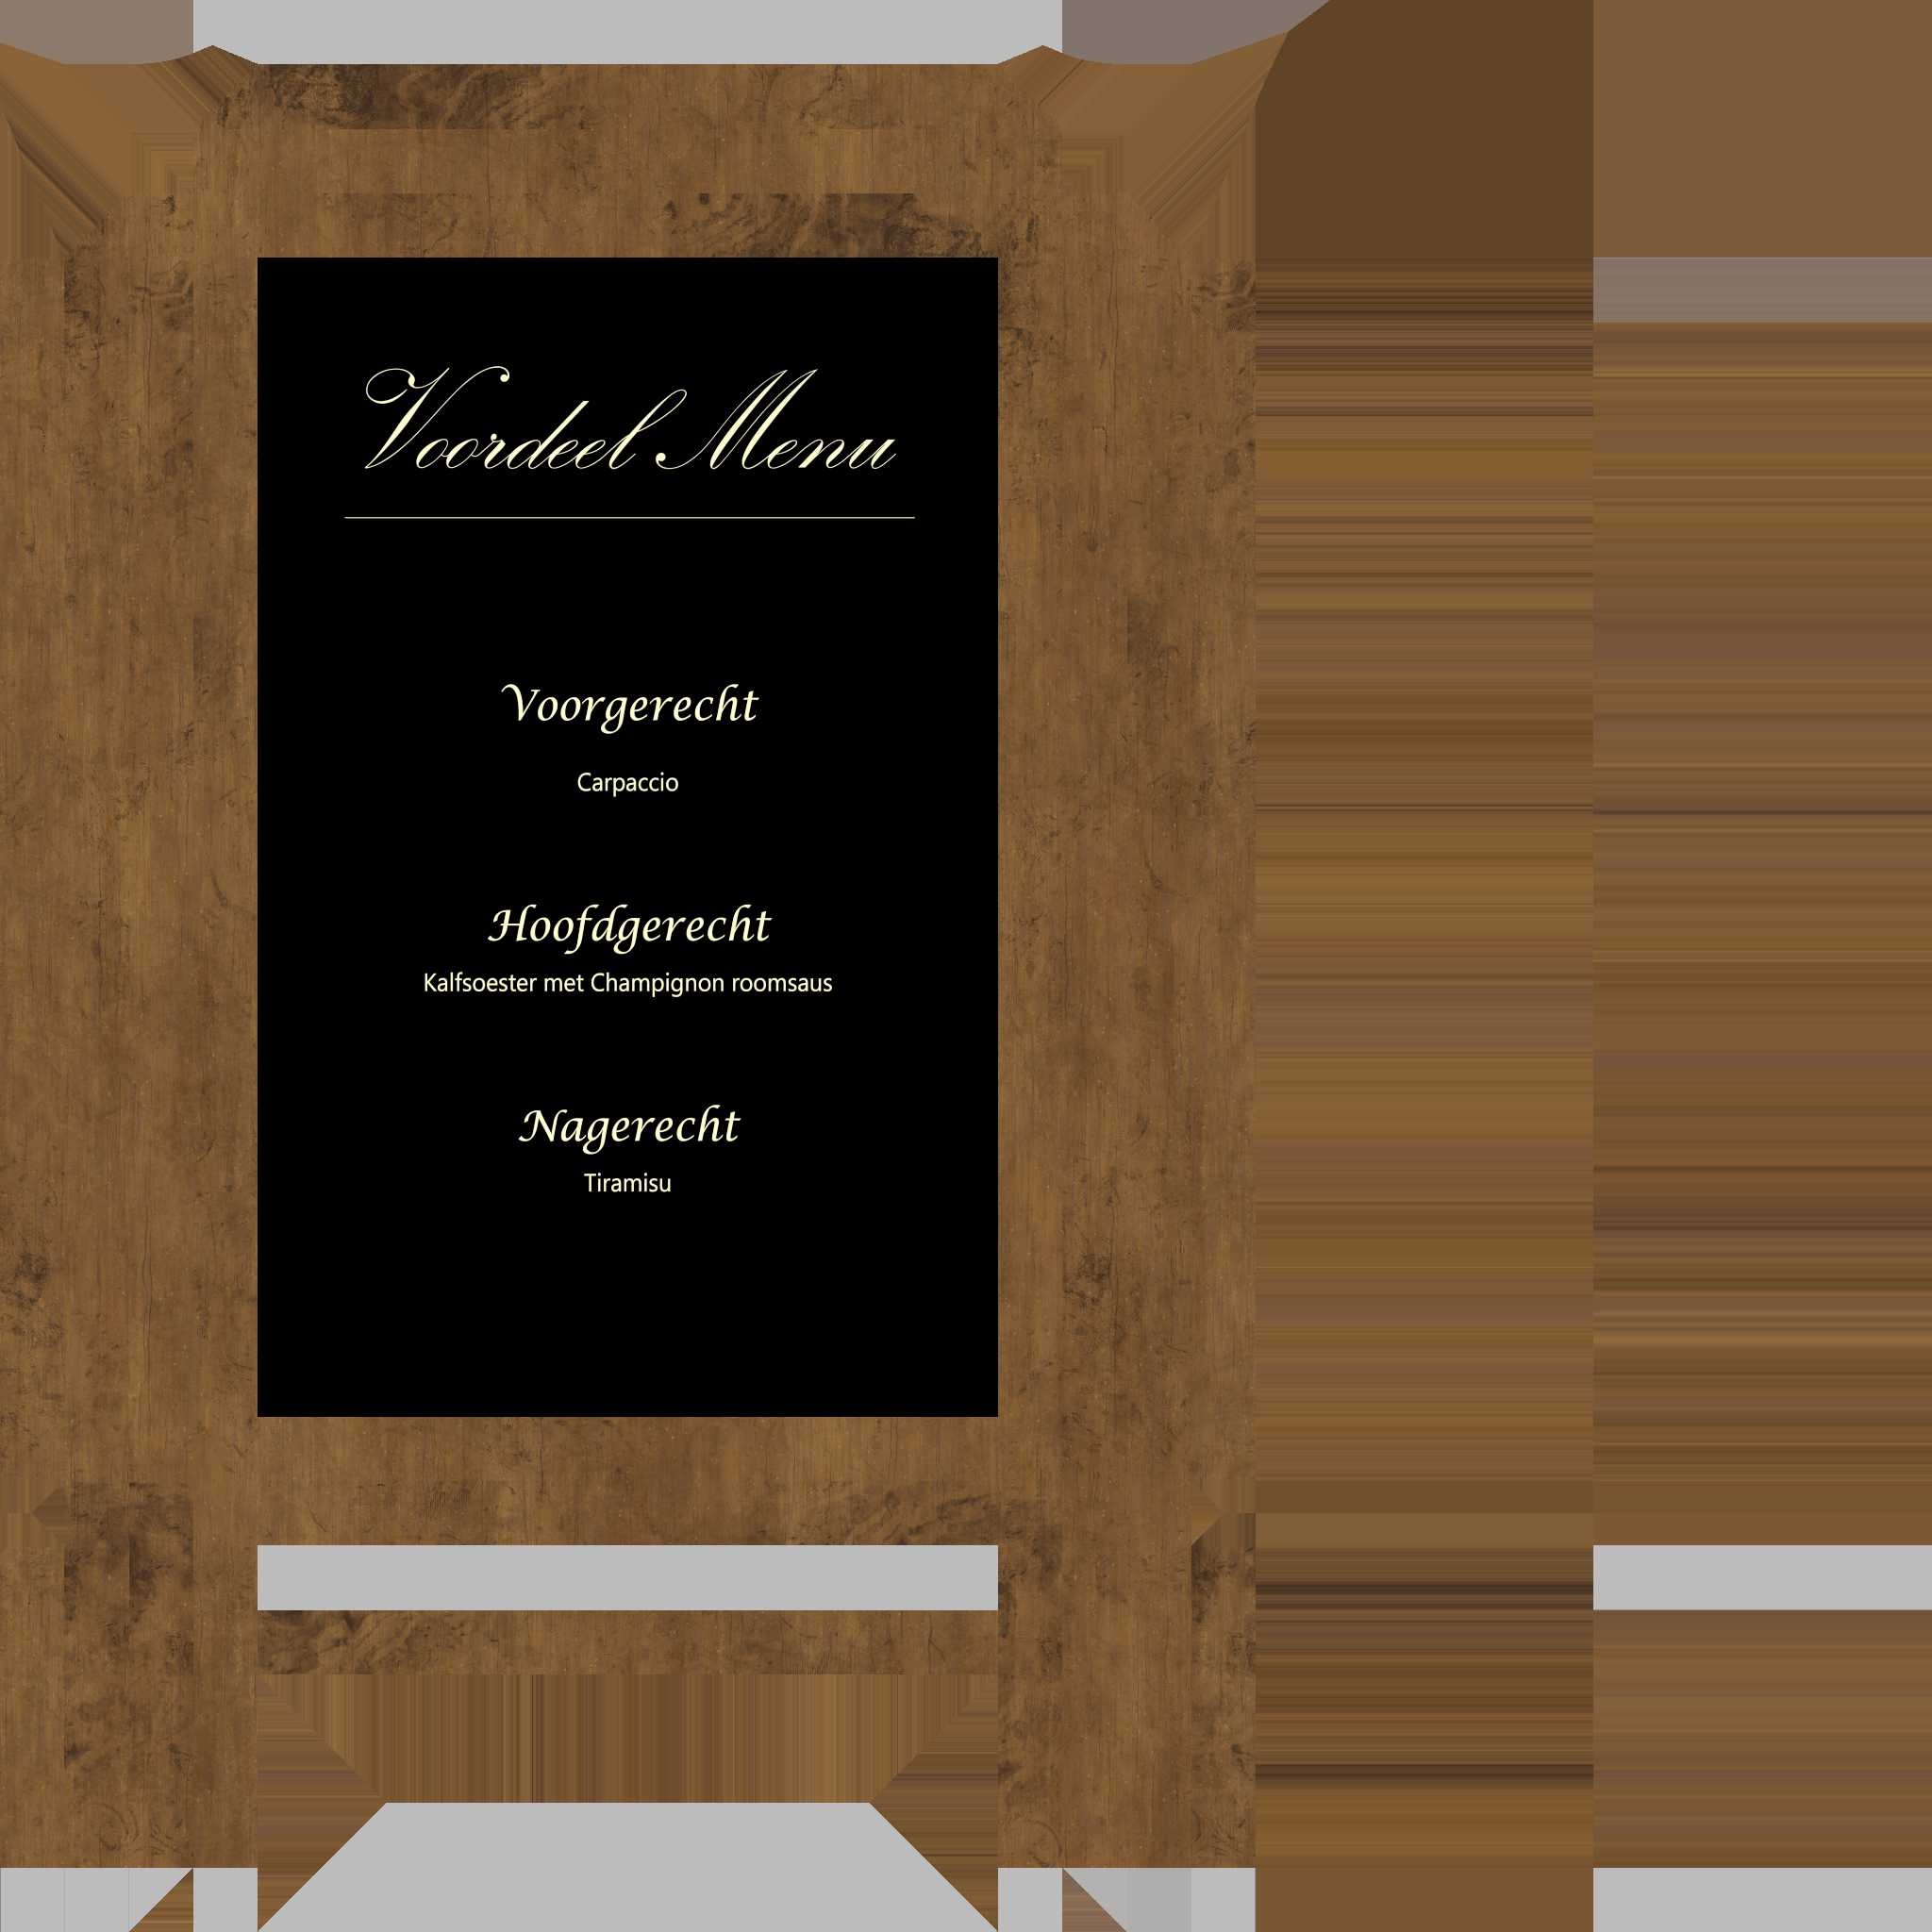 Voordeel Menu
Voorgerecht
Carpaccio
Hoofdgerecht
Kalfsoester met Champignon roomsaus
Nagerecht
Tiramisu